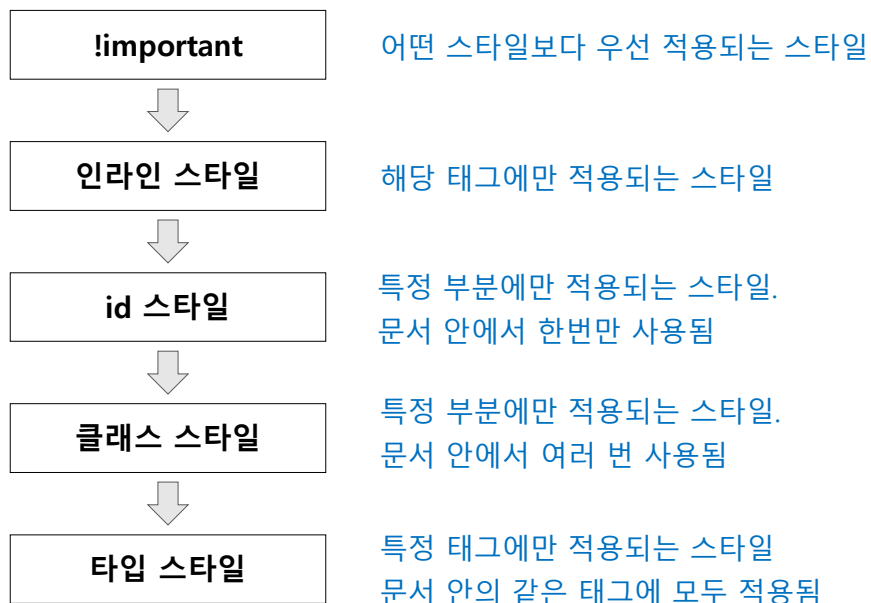 !important
어떤 스타일보다 우선 적용되는 스타일
인라인 스타일
해당 태그에만 적용되는 스타일
id 스타일
특정 부분에만 적용되는 스타일.
문서 안에서 한번만 사용됨
클래스 스타일
특정 부분에만 적용되는 스타일.
문서 안에서 여러 번 사용됨
타입 스타일
특정 태그에만 적용되는 스타일
문서 안의 같은 태그에 모두 적용됨